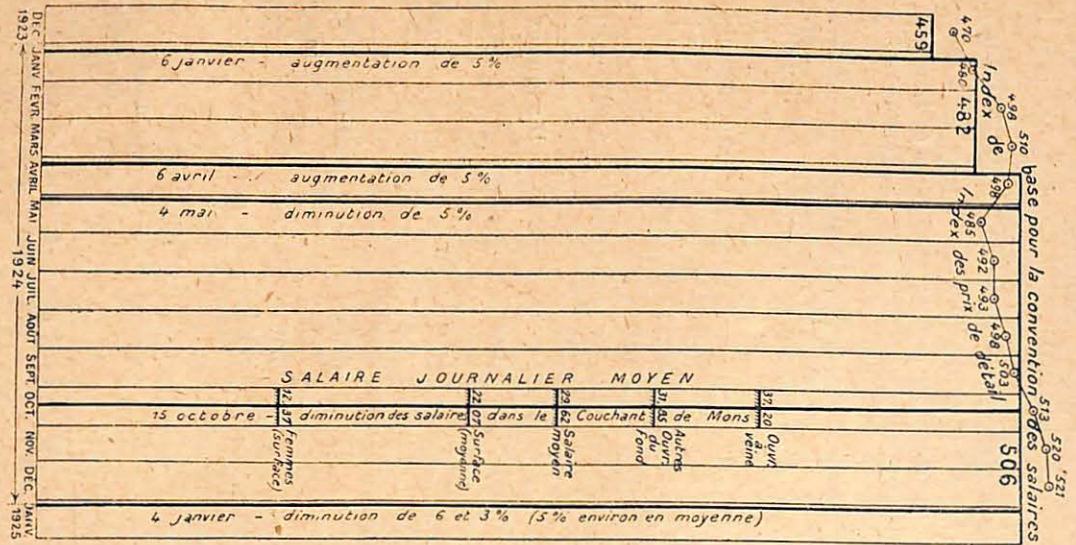 DEC. JANV. FEVR. MARS AVRIL MAI JUIN JUIL. AOÛT SEPT. OCT. NOV. DEC. JANV.
1923 1924 1925
459
482
506
Index de base pour la convention des salaires
470
480
498
510
498
485
492
493
498
503
513
520
521
Index des prix de détail
6 janvier - augmentation de 5%
6 avril - augmentation de 5%
4 mai - diminution de 5%
SALAIRE JOURNALIER MOYEN
12,37
22,07
29,62
31,85
37,20
15 octobre - diminution des salaires dans le Couchant de Mons
Femmes
(surface)
Surface
(moyenne)
Salaire
moyen
Autres
Ouvr.
du
fond
Ouvr.
à
veine
4 janvier - diminution de 6 et 3% (5% environ en moyenne)